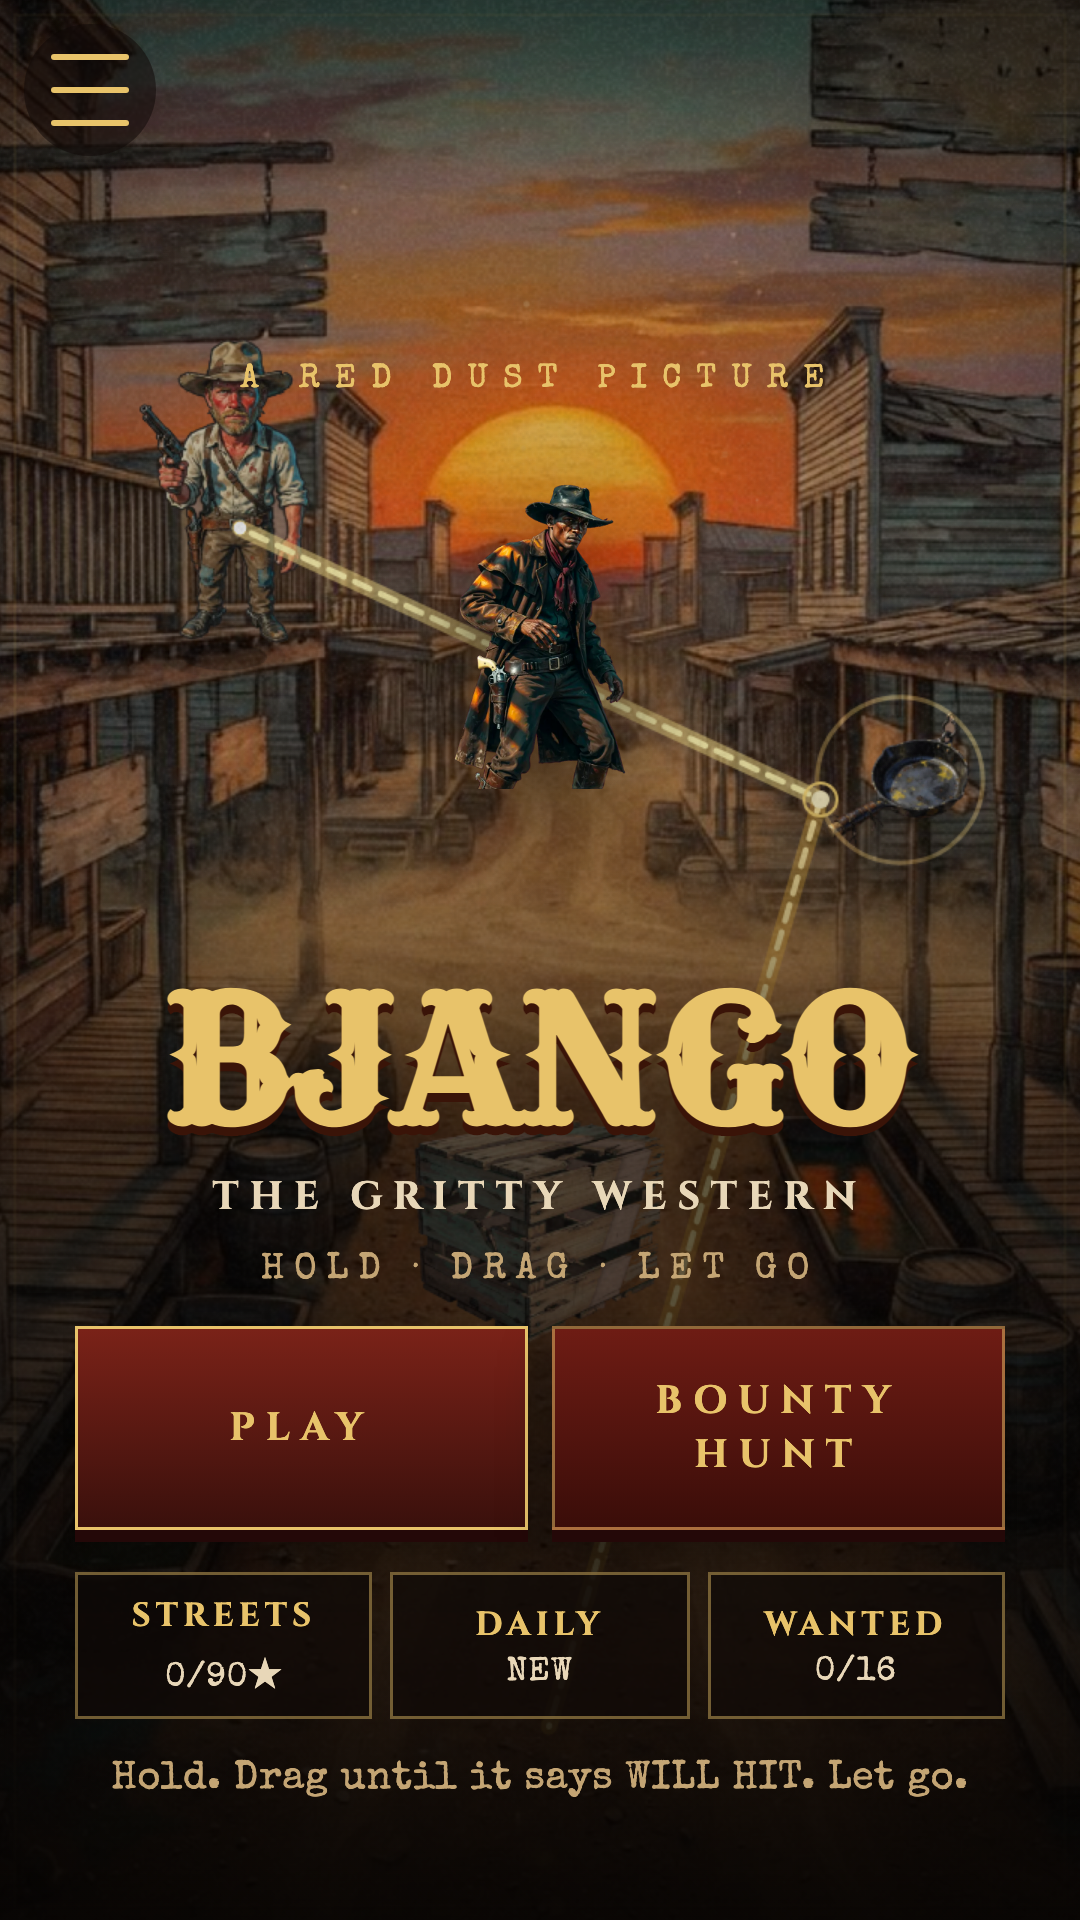 A RED DUST PICTURE
BJANGO
THE GRITTY WESTERN
HOLD · DRAG · LET GO
PLAY
BOUNTY
HUNT
STREETS
0/90★
DAILY
NEW
WANTED
0/16
Hold. Drag until it says WILL HIT. Let go.